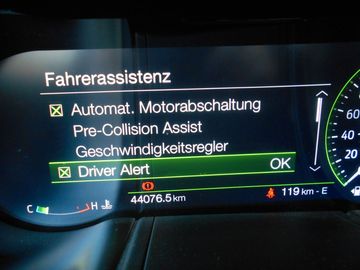 Fahrerassistenz
Automat. Motorabschaltung
Pre-Collision Assist
Geschwindigkeitsregler
Driver Alert OK
C H 44076.5 km 119 km - E
60
40
20